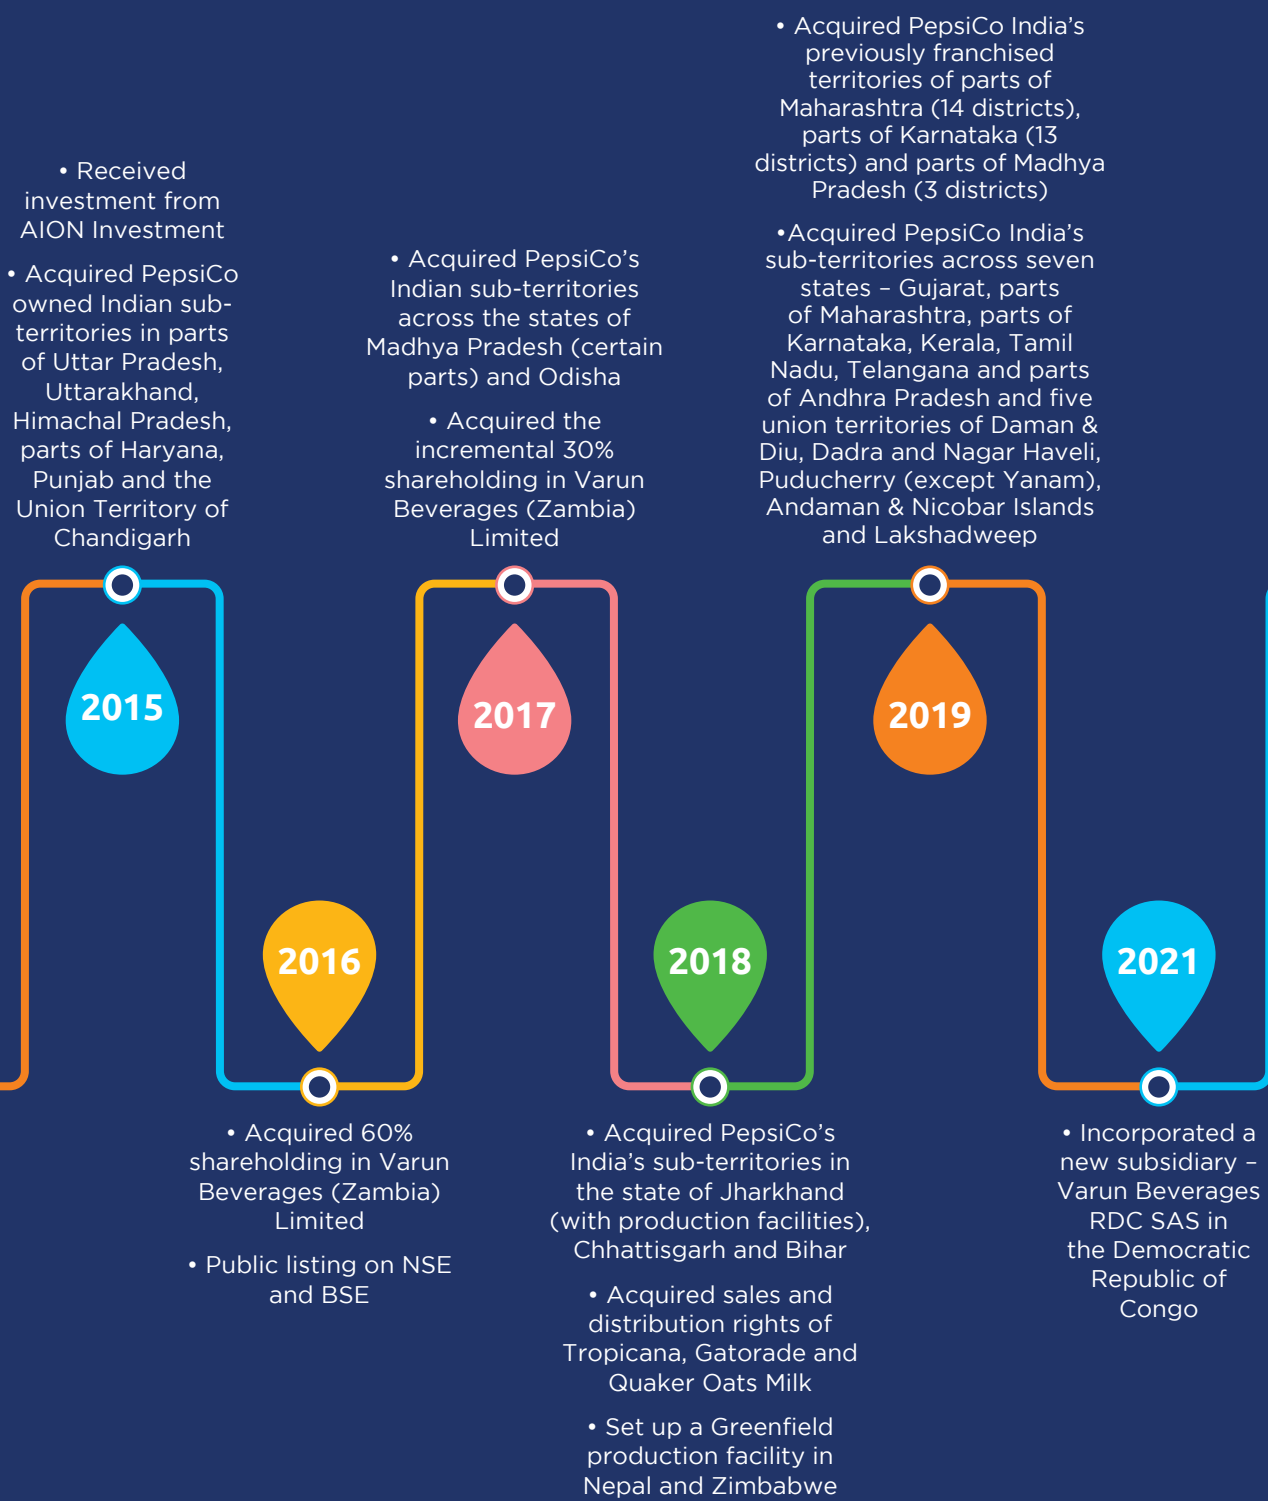 • Received
investment from
AION Investment
• Acquired PepsiCo
owned Indian sub-
territories in parts
of Uttar Pradesh,
Uttarakhand,
Himachal Pradesh,
parts of Haryana,
Punjab and the
Union Territory of
Chandigarh
2015
2016
• Acquired 60%
shareholding in Varun
Beverages (Zambia)
Limited
• Public listing on NSE
and BSE
• Acquired PepsiCo’s
Indian sub-territories
across the states of
Madhya Pradesh (certain
parts) and Odisha
• Acquired the
incremental 30%
shareholding in Varun
Beverages (Zambia)
Limited
2017
2018
• Acquired PepsiCo’s
India’s sub-territories in
the state of Jharkhand
(with production facilities),
Chhattisgarh and Bihar
• Acquired sales and
distribution rights of
Tropicana, Gatorade and
Quaker Oats Milk
• Set up a Greenfield
production facility in
Nepal and Zimbabwe
• Acquired PepsiCo India’s
previously franchised
territories of parts of
Maharashtra (14 districts),
parts of Karnataka (13
districts) and parts of Madhya
Pradesh (3 districts)
•Acquired PepsiCo India’s
sub-territories across seven
states – Gujarat, parts
of Maharashtra, parts of
Karnataka, Kerala, Tamil
Nadu, Telangana and parts
of Andhra Pradesh and five
union territories of Daman &
Diu, Dadra and Nagar Haveli,
Puducherry (except Yanam),
Andaman & Nicobar Islands
and Lakshadweep
2019
2021
• Incorporated a
new subsidiary –
Varun Beverages
RDC SAS in
the Democratic
Republic of
Congo